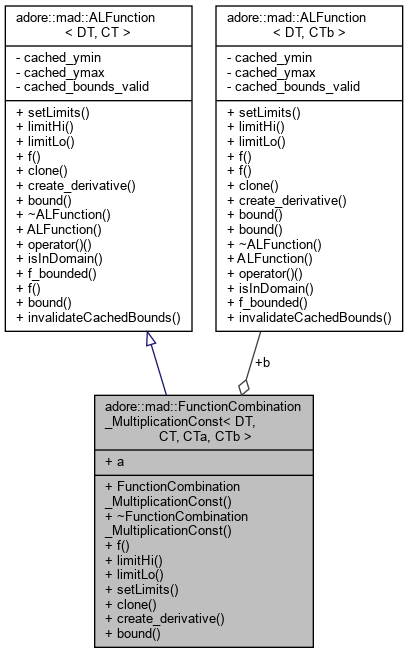 adore::mad::ALFunction
< DT, CT >
- cached_ymin
- cached_ymax
- cached_bounds_valid
+ setLimits()
+ limitHi()
+ limitLo()
+ f()
+ clone()
+ create_derivative()
+ bound()
+ ~ALFunction()
+ ALFunction()
+ operator()()
+ isInDomain()
+ f_bounded()
+ f()
+ bound()
+ invalidateCachedBounds()
adore::mad::ALFunction
< DT, CTb >
- cached_ymin
- cached_ymax
- cached_bounds_valid
+ setLimits()
+ limitHi()
+ limitLo()
+ f()
+ f()
+ clone()
+ create_derivative()
+ bound()
+ bound()
+ ~ALFunction()
+ ALFunction()
+ operator()()
+ isInDomain()
+ f_bounded()
+ invalidateCachedBounds()
+b
adore::mad::FunctionCombination
_MultiplicationConst< DT,
CT, CTa, CTb >
+ a
+ FunctionCombination
_MultiplicationConst()
+ ~FunctionCombination
_MultiplicationConst()
+ f()
+ limitHi()
+ limitLo()
+ setLimits()
+ clone()
+ create_derivative()
+ bound()